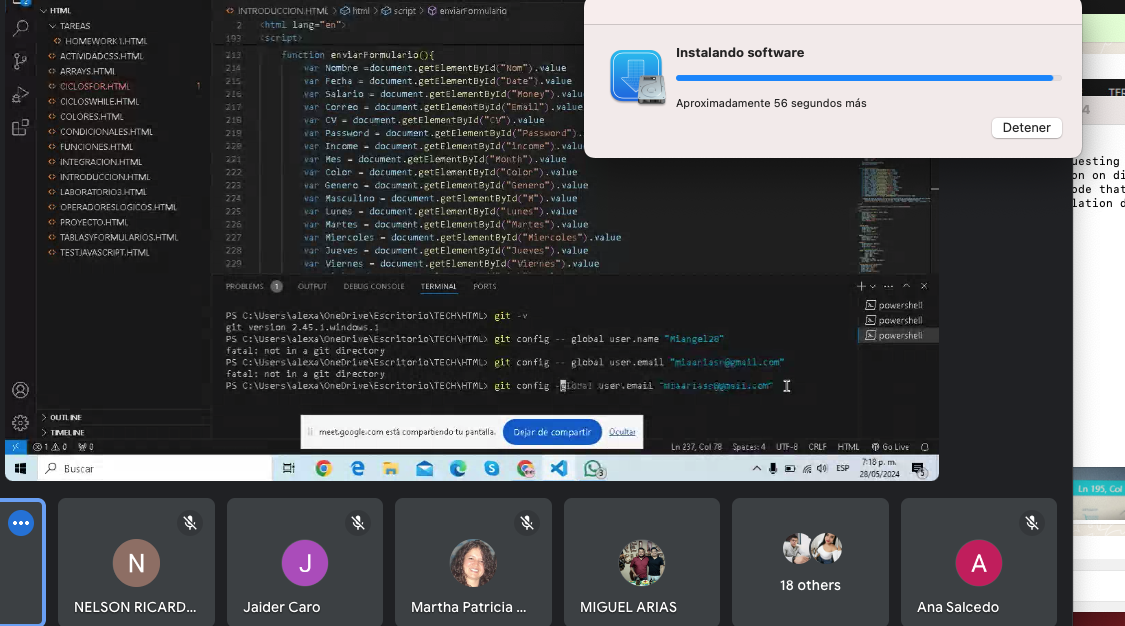 HTML
TAREAS
HOMEWORK1.HTML
ACTIVIDADCSS.HTML
ARRAYS.HTML
CICLOSFOR.HTML 1
CICLOSWHILE.HTML
COLORES.HTML
CONDICIONALES.HTML
FUNCIONES.HTML
INTEGRACION.HTML
INTRODUCCION.HTML
LABORATORIO3.HTML
OPERADORESLOGICOS.HTML
PROYECTO.HTML
TABLASYFORMULARIOS.HTML
TESTJAVASCRIPT.HTML
OUTLINE
TIMELINE
INTRODUCCION.HTML > html > script > enviarFormulario
2 <html lang="en">
193 <script>
213 function enviarFormulario(){
214 var Nombre =document.getElementById("Nom").value
215 var Fecha = document.getElementById("Date").value
216 var Salario = document.getElementById("Money").value
217 var Correo = document.getElementById("Email").value
218 var CV = document.getElementById("CV").value
219 var Password = document.getElementById("Password").
220 var Income = document.getElementById("income").value
221 var Mes = document.getElementById("Month").value
222 var Color = document.getElementById("Color").value
223 var Genero = document.getElementById("Genero").value
224 var Masculino = document.getElementById("M").value
225 var Lunes = document.getElementById("Lunes").value
226 var Martes = document.getElementById("Martes").value
227 var Miercoles = document.getElementById("Miercoles").value
228 var Jueves = document.getElementById("Jueves").value
229 var Viernes = document.getElementById("Viernes").value
Instalando software
Aproximadamente 56 segundos más
Detener
PROBLEMS 1 OUTPUT DEBUG CONSOLE TERMINAL PORTS
PS C:\Users\alexa\OneDrive\Escritorio\TECH\HTML> git -v
git version 2.45.1.windows.1
PS C:\Users\alexa\OneDrive\Escritorio\TECH\HTML> git config -- global user.name "Miangel28"
fatal: not in a git directory
PS C:\Users\alexa\OneDrive\Escritorio\TECH\HTML> git config -- global user.email "miaariasr@gmail.com"
fatal: not in a git directory
PS C:\Users\alexa\OneDrive\Escritorio\TECH\HTML> git config -global user.email "miaariasr@gmail.com"
powershell
powershell
powershell
meet.google.com está compartiendo tu pantalla. Dejar de compartir Ocultar
1 0 0 Ln 237, Col 78 Spaces: 4 UTF-8 CRLF HTML Go Live
Buscar
ESP
7:18 p. m.
28/05/2024
uesting
on on di
ode that
lation d
Ln 195, Col
N
NELSON RICARD...
J
Jaider Caro
Martha Patricia ...
MIGUEL ARIAS
18 others
A
Ana Salcedo